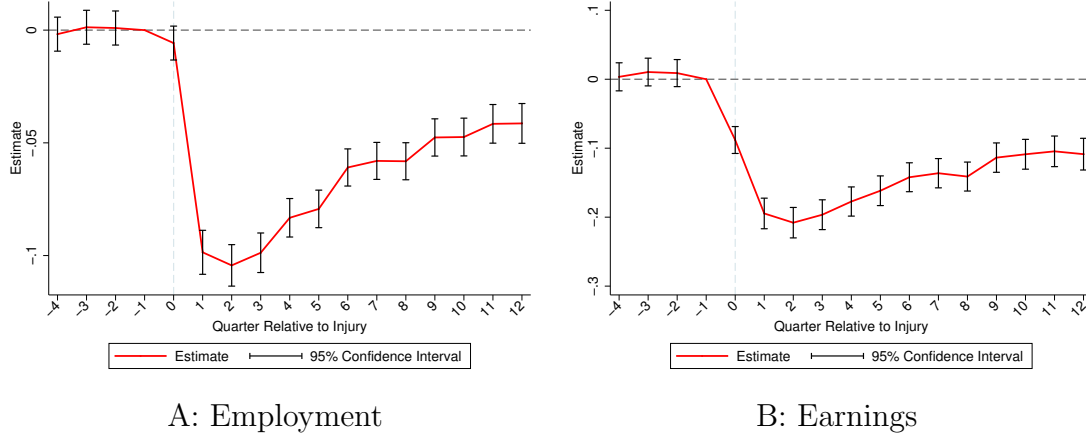 0
-.05
-.1
Estimate
-4 -3 -2 -1 0 1 2 3 4 5 6 7 8 9 10 11 12
Quarter Relative to Injury
Estimate 95% Confidence Interval
A: Employment
.1
0
-.1
-.2
-.3
Estimate
-4 -3 -2 -1 0 1 2 3 4 5 6 7 8 9 10 11 12
Quarter Relative to Injury
Estimate 95% Confidence Interval
B: Earnings